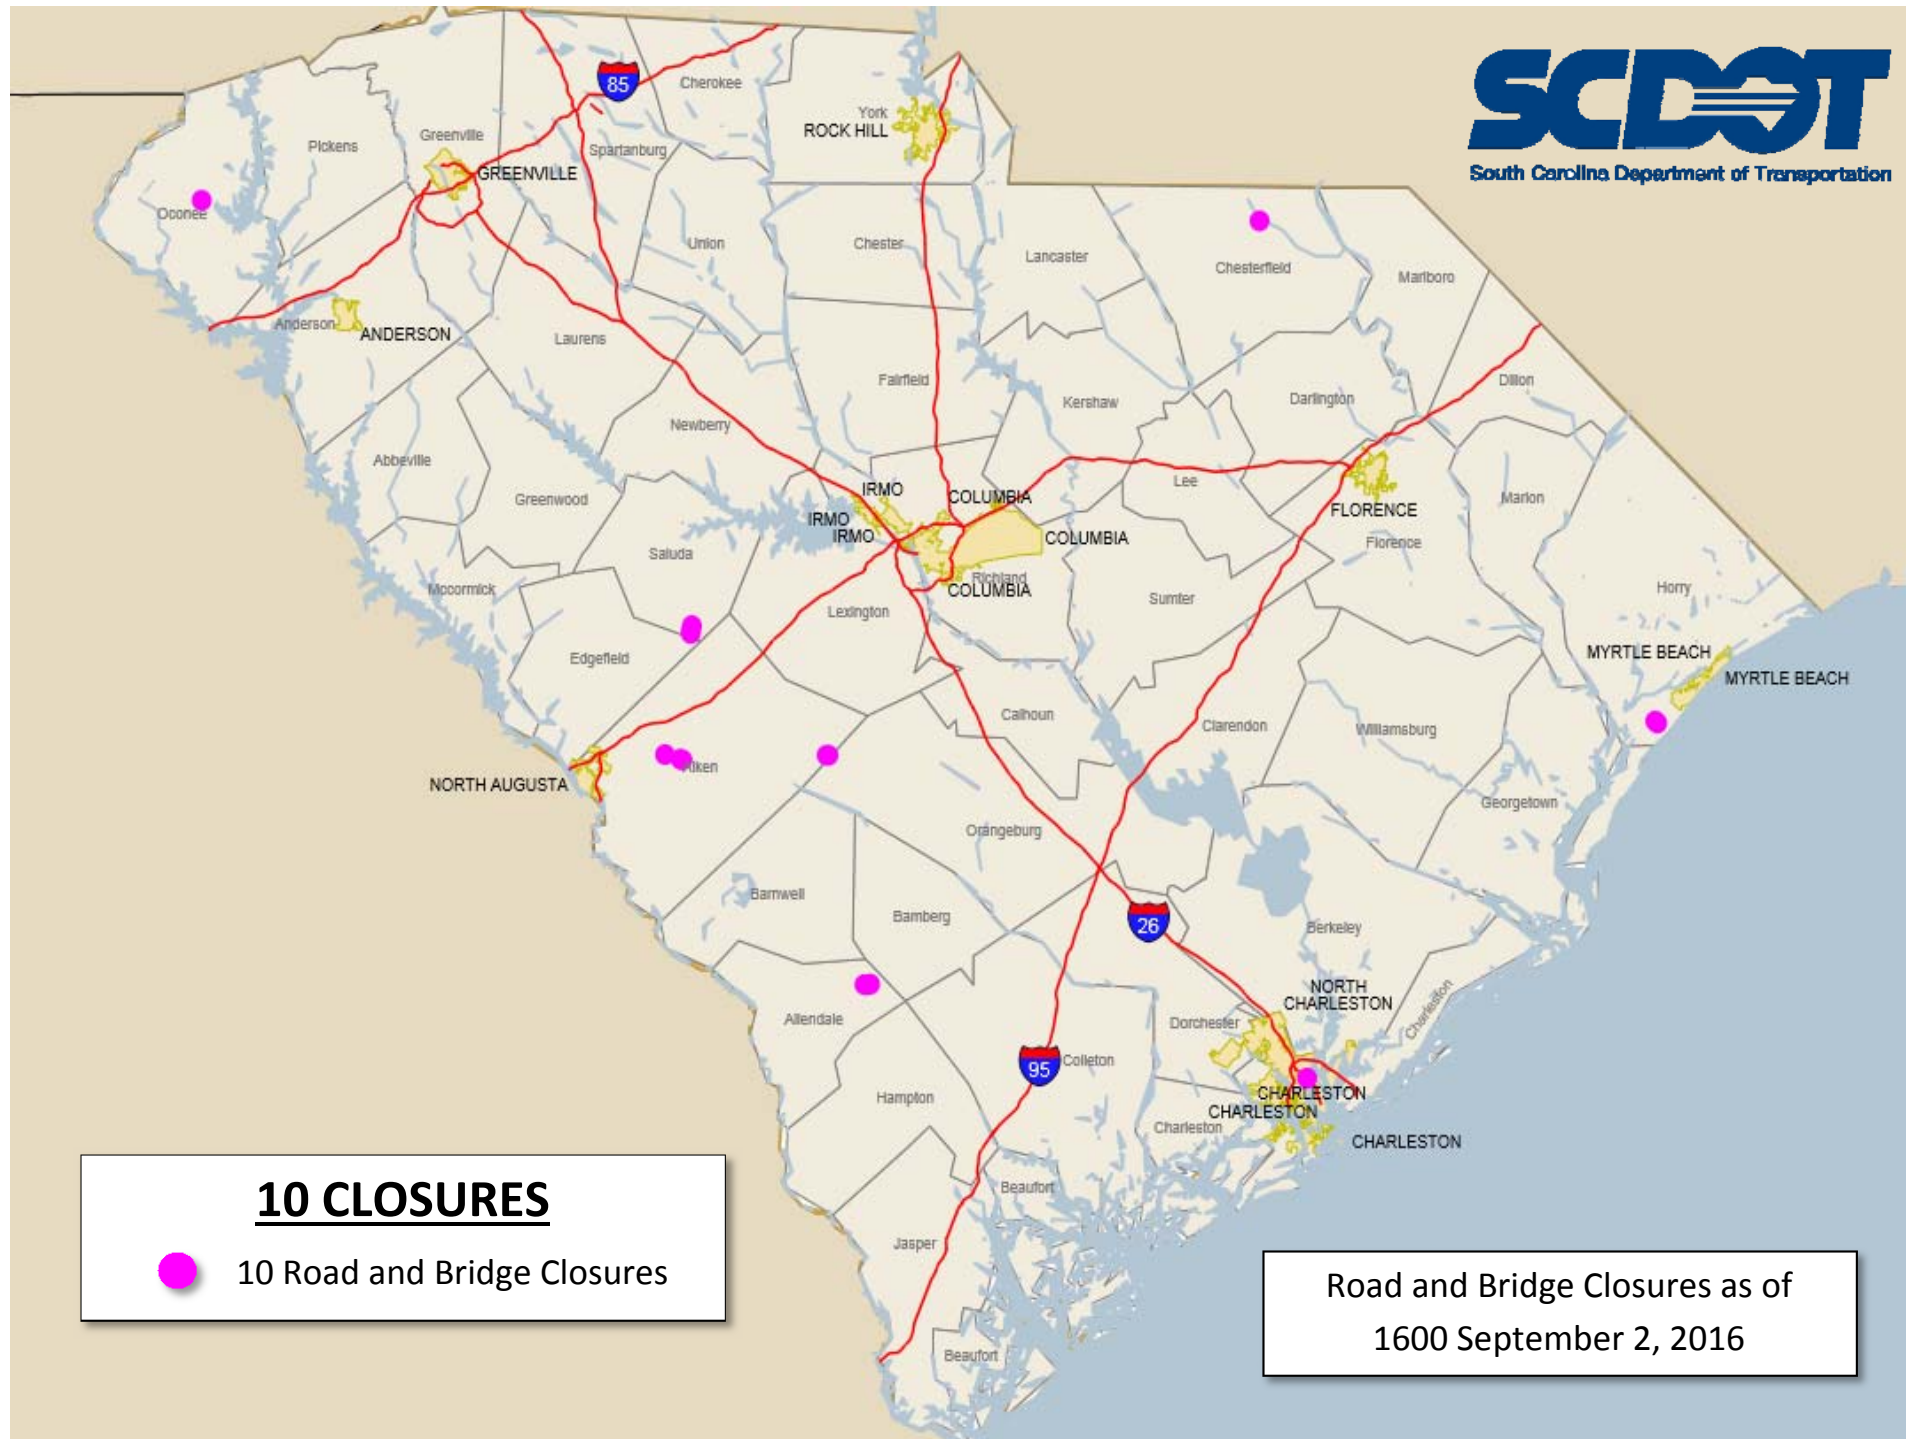 SCDOT
South Carolina Department of Transportation
85
Cherokee
York
ROCK HILL
Pickens
Greenville
Spartanburg
GREENVILLE
Oconee
Union
Chester
Lancaster
Chesterfield
Marlboro
Anderson
ANDERSON
Laurens
Fairfield
Kershaw
Darlington
Dillon
Newberry
Abbeville
Greenwood
IRMO
COLUMBIA
Lee
Marion
FLORENCE
IRMO
IRMO
COLUMBIA
Florence
Saluda
Richland
COLUMBIA
Mccormick
Lexington
Sumter
Horry
Edgefield
MYRTLE BEACH
MYRTLE BEACH
Calhoun
Clarendon
Williamsburg
Aiken
NORTH AUGUSTA
Georgetown
Orangeburg
Barnwell
Bamberg
26
Berkeley
NORTH
CHARLESTON
Charleston
Allendale
Dorchester
95
Colleton
Hampton
CHARLESTON
CHARLESTON
Charleston
CHARLESTON
Beaufort
Jasper
Beaufort
10 CLOSURES
10 Road and Bridge Closures
Road and Bridge Closures as of
1600 September 2, 2016